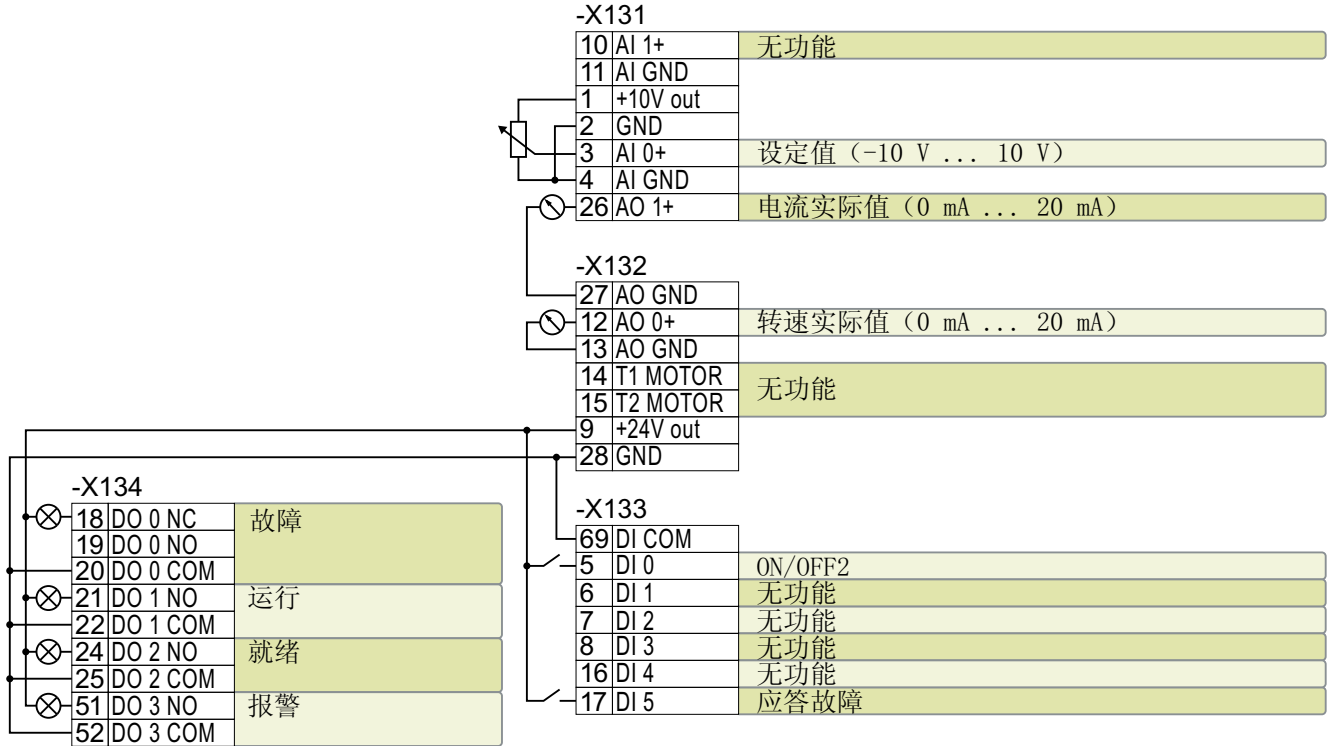 -X131
10 AI 1+ 无功能
11 AI GND
1 +10V out
2 GND
3 AI 0+ 设定值（-10 V ... 10 V）
4 AI GND
26 AO 1+ 电流实际值（0 mA ... 20 mA）
-X132
27 AO GND
12 AO 0+ 转速实际值（0 mA ... 20 mA）
13 AO GND
14 T1 MOTOR 无功能
15 T2 MOTOR
9 +24V out
28 GND
-X134
18 DO 0 NC 故障
19 DO 0 NO
20 DO 0 COM
21 DO 1 NO 运行
22 DO 1 COM
24 DO 2 NO 就绪
25 DO 2 COM
51 DO 3 NO 报警
52 DO 3 COM
-X133
69 DI COM
5 DI 0 ON/OFF2
6 DI 1 无功能
7 DI 2 无功能
8 DI 3 无功能
16 DI 4 无功能
17 DI 5 应答故障